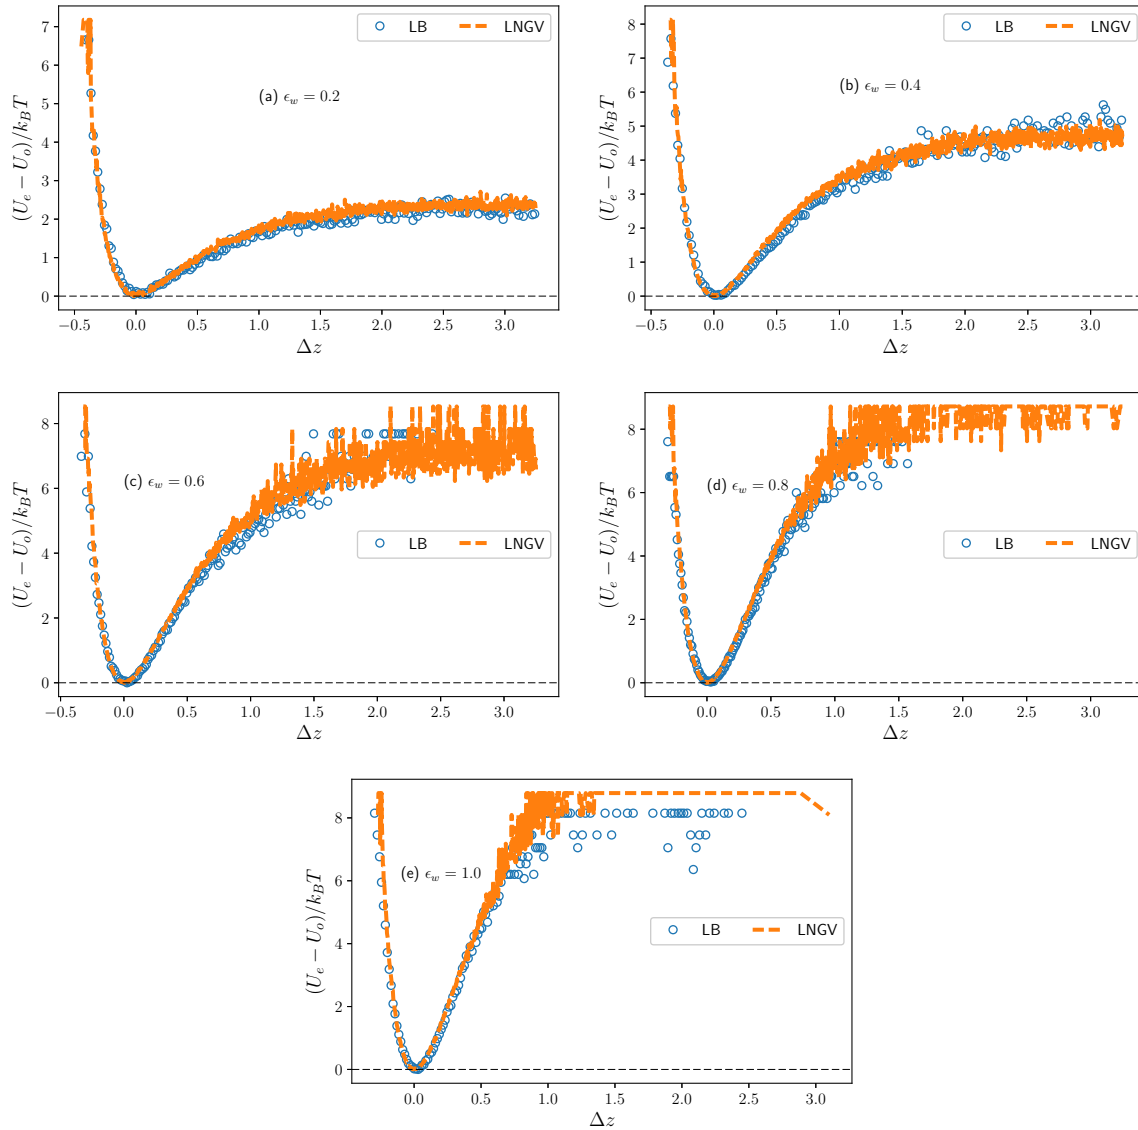 LB LNGV
(a) ϵ_w = 0.2
(U_e − U_o)/k_BT
7
6
5
4
3
2
1
0
−0.5 0.0 0.5 1.0 1.5 2.0 2.5 3.0
Δz
LB LNGV
(b) ϵ_w = 0.4
(U_e − U_o)/k_BT
8
7
6
5
4
3
2
1
0
−0.5 0.0 0.5 1.0 1.5 2.0 2.5 3.0
Δz
(c) ϵ_w = 0.6
LB LNGV
(U_e − U_o)/k_BT
8
6
4
2
0
−0.5 0.0 0.5 1.0 1.5 2.0 2.5 3.0
Δz
(d) ϵ_w = 0.8
LB LNGV
(U_e − U_o)/k_BT
8
6
4
2
0
0.0 0.5 1.0 1.5 2.0 2.5 3.0
Δz
(e) ϵ_w = 1.0
LB LNGV
(U_e − U_o)/k_BT
8
6
4
2
0
0.0 0.5 1.0 1.5 2.0 2.5 3.0
Δz